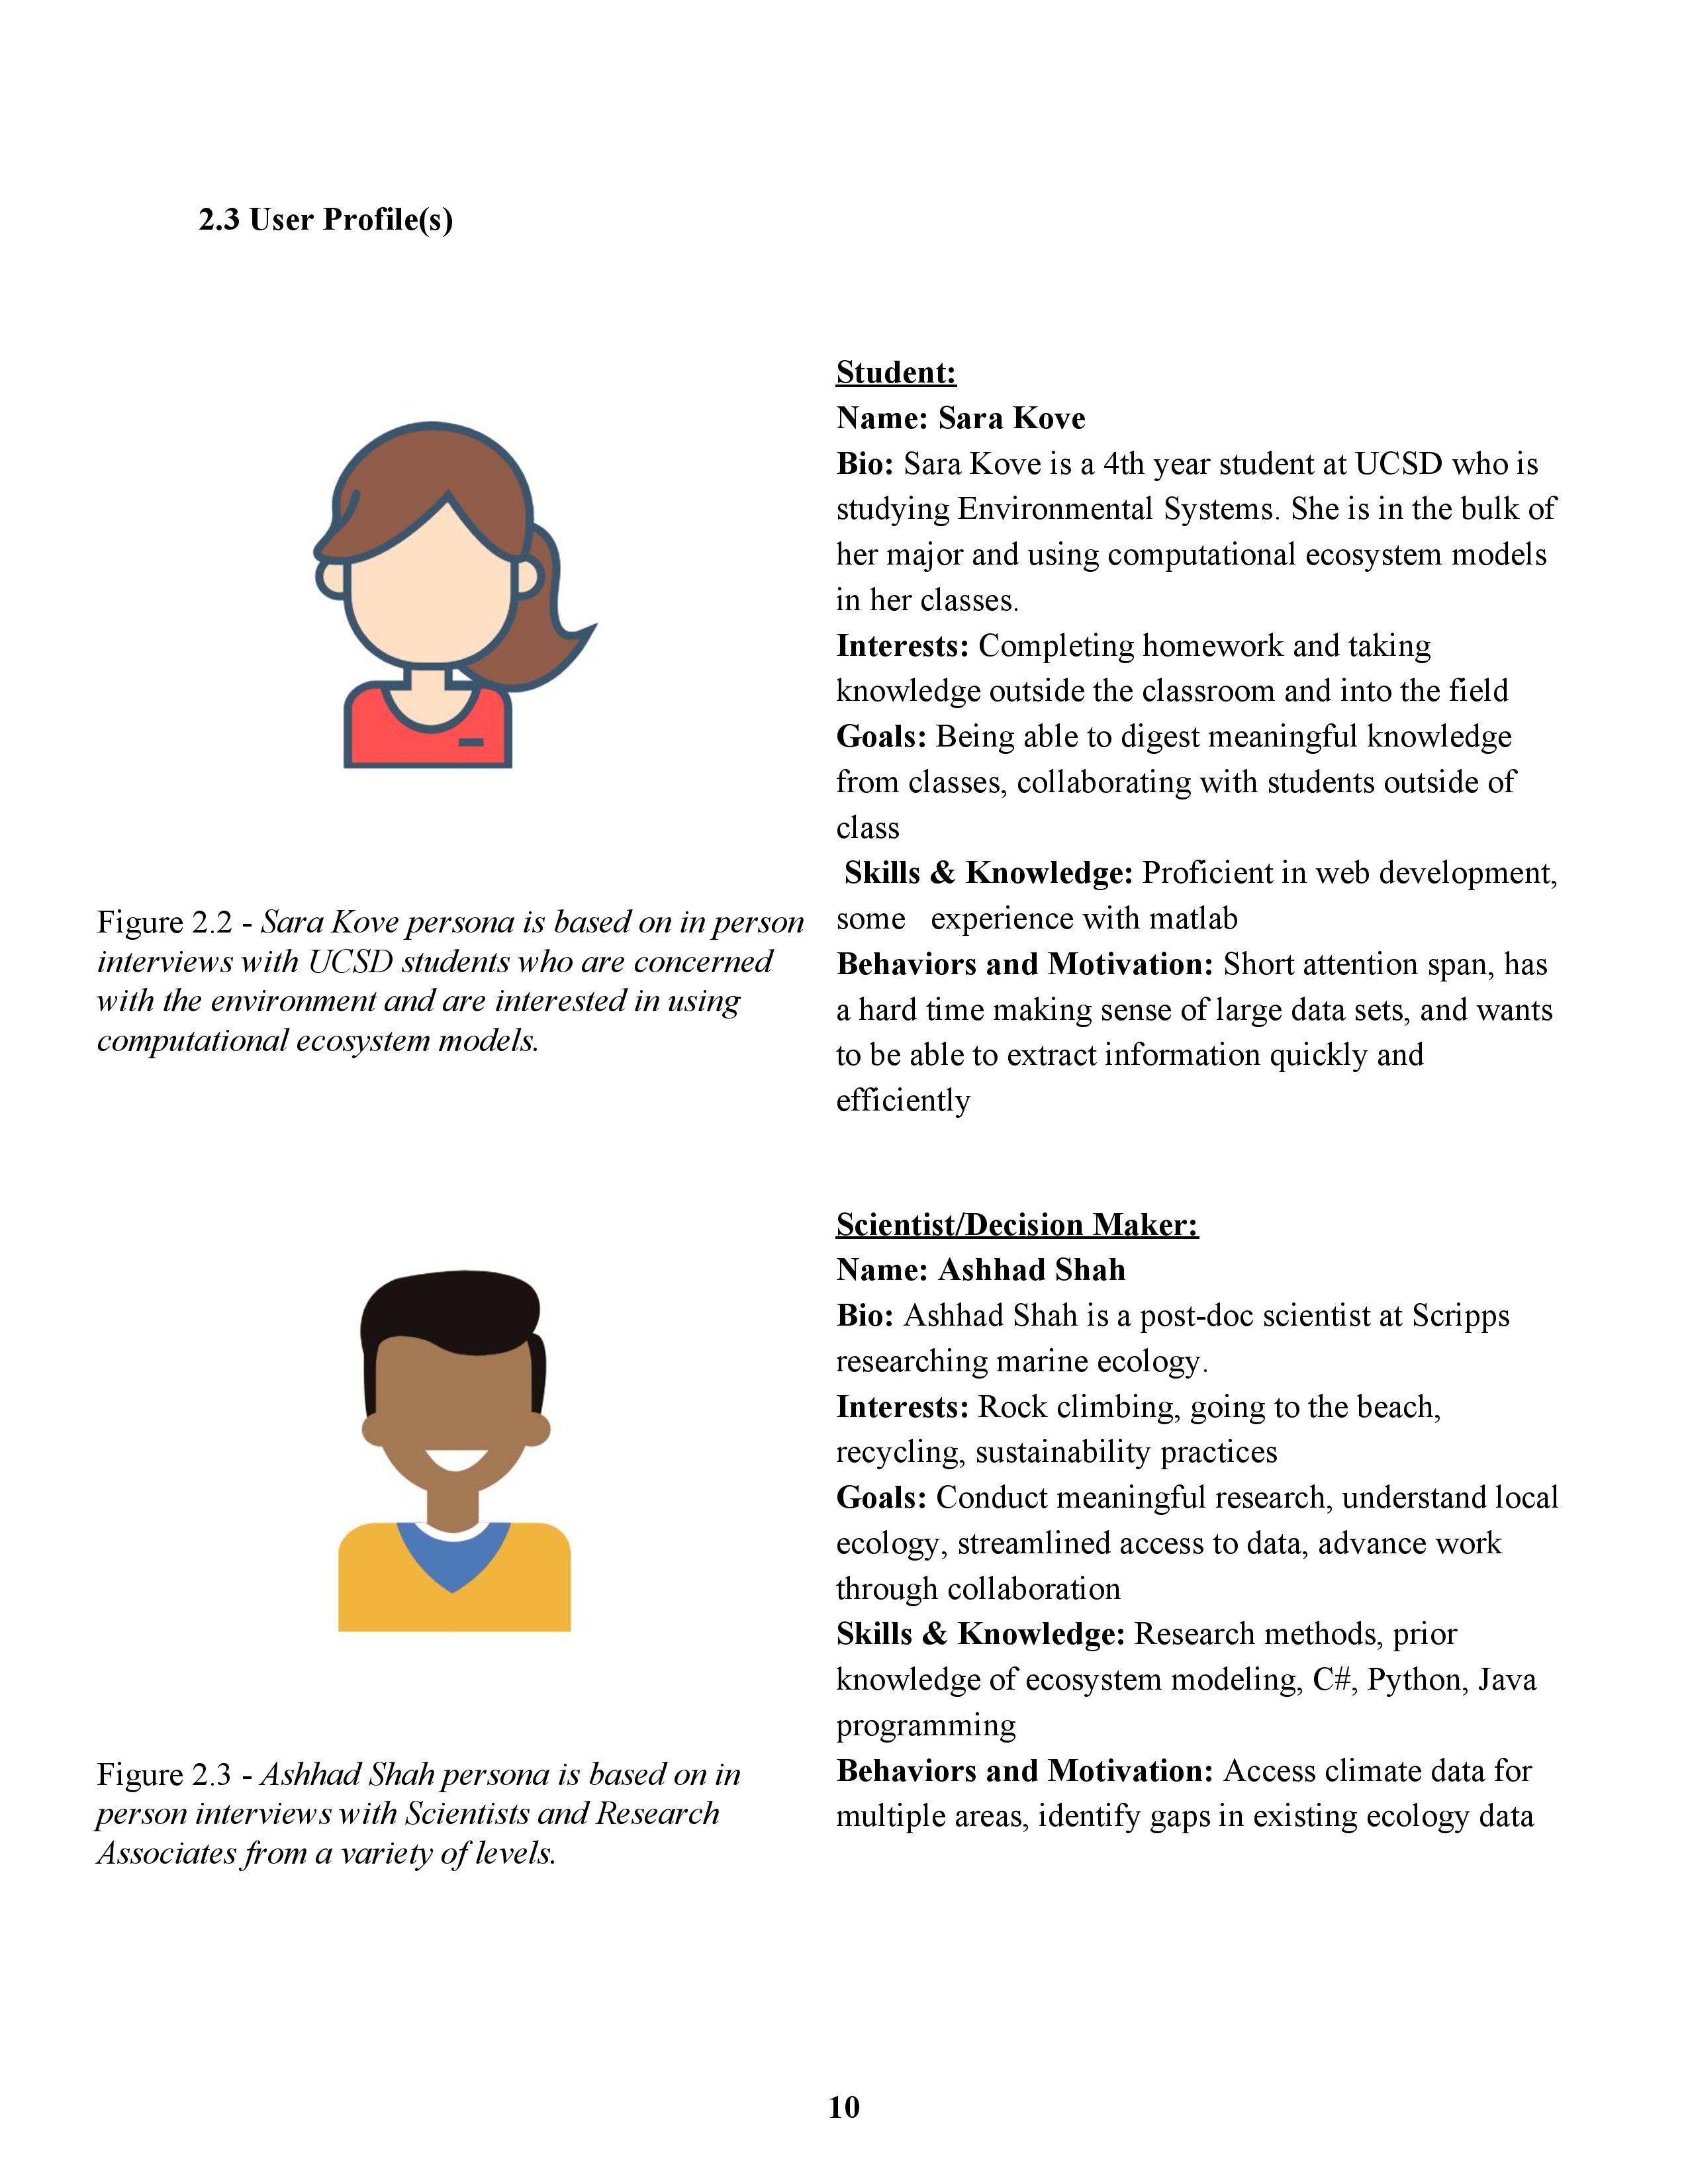 2.3 User Profile(s)
Student:
Name: Sara Kove
Bio: Sara Kove is a 4th year student at UCSD who is
studying Environmental Systems. She is in the bulk of
her major and using computational ecosystem models
in her classes.
Interests: Completing homework and taking
knowledge outside the classroom and into the field
Goals: Being able to digest meaningful knowledge
from classes, collaborating with students outside of
class
Skills & Knowledge: Proficient in web development,
some experience with matlab
Behaviors and Motivation: Short attention span, has
a hard time making sense of large data sets, and wants
to be able to extract information quickly and
efficiently
Figure 2.2 - Sara Kove persona is based on in person
interviews with UCSD students who are concerned
with the environment and are interested in using
computational ecosystem models.
Scientist/Decision Maker:
Name: Ashhad Shah
Bio: Ashhad Shah is a post-doc scientist at Scripps
researching marine ecology.
Interests: Rock climbing, going to the beach,
recycling, sustainability practices
Goals: Conduct meaningful research, understand local
ecology, streamlined access to data, advance work
through collaboration
Skills & Knowledge: Research methods, prior
knowledge of ecosystem modeling, C#, Python, Java
programming
Behaviors and Motivation: Access climate data for
multiple areas, identify gaps in existing ecology data
Figure 2.3 - Ashhad Shah persona is based on in
person interviews with Scientists and Research
Associates from a variety of levels.
10